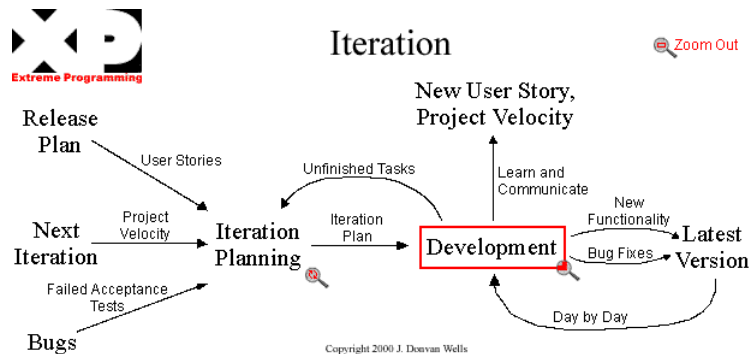 XP
Extreme Programming
Iteration
Zoom Out
New User Story,
Project Velocity
Release
Plan
User Stories
Unfinished Tasks
Learn and
Communicate
Next
Iteration
Project
Velocity
Iteration
Planning
Iteration
Plan
Development
New
Functionality
Bug Fixes
Latest
Version
Failed Acceptance
Tests
Bugs
Day by Day
Copyright 2000 J. Donvan Wells